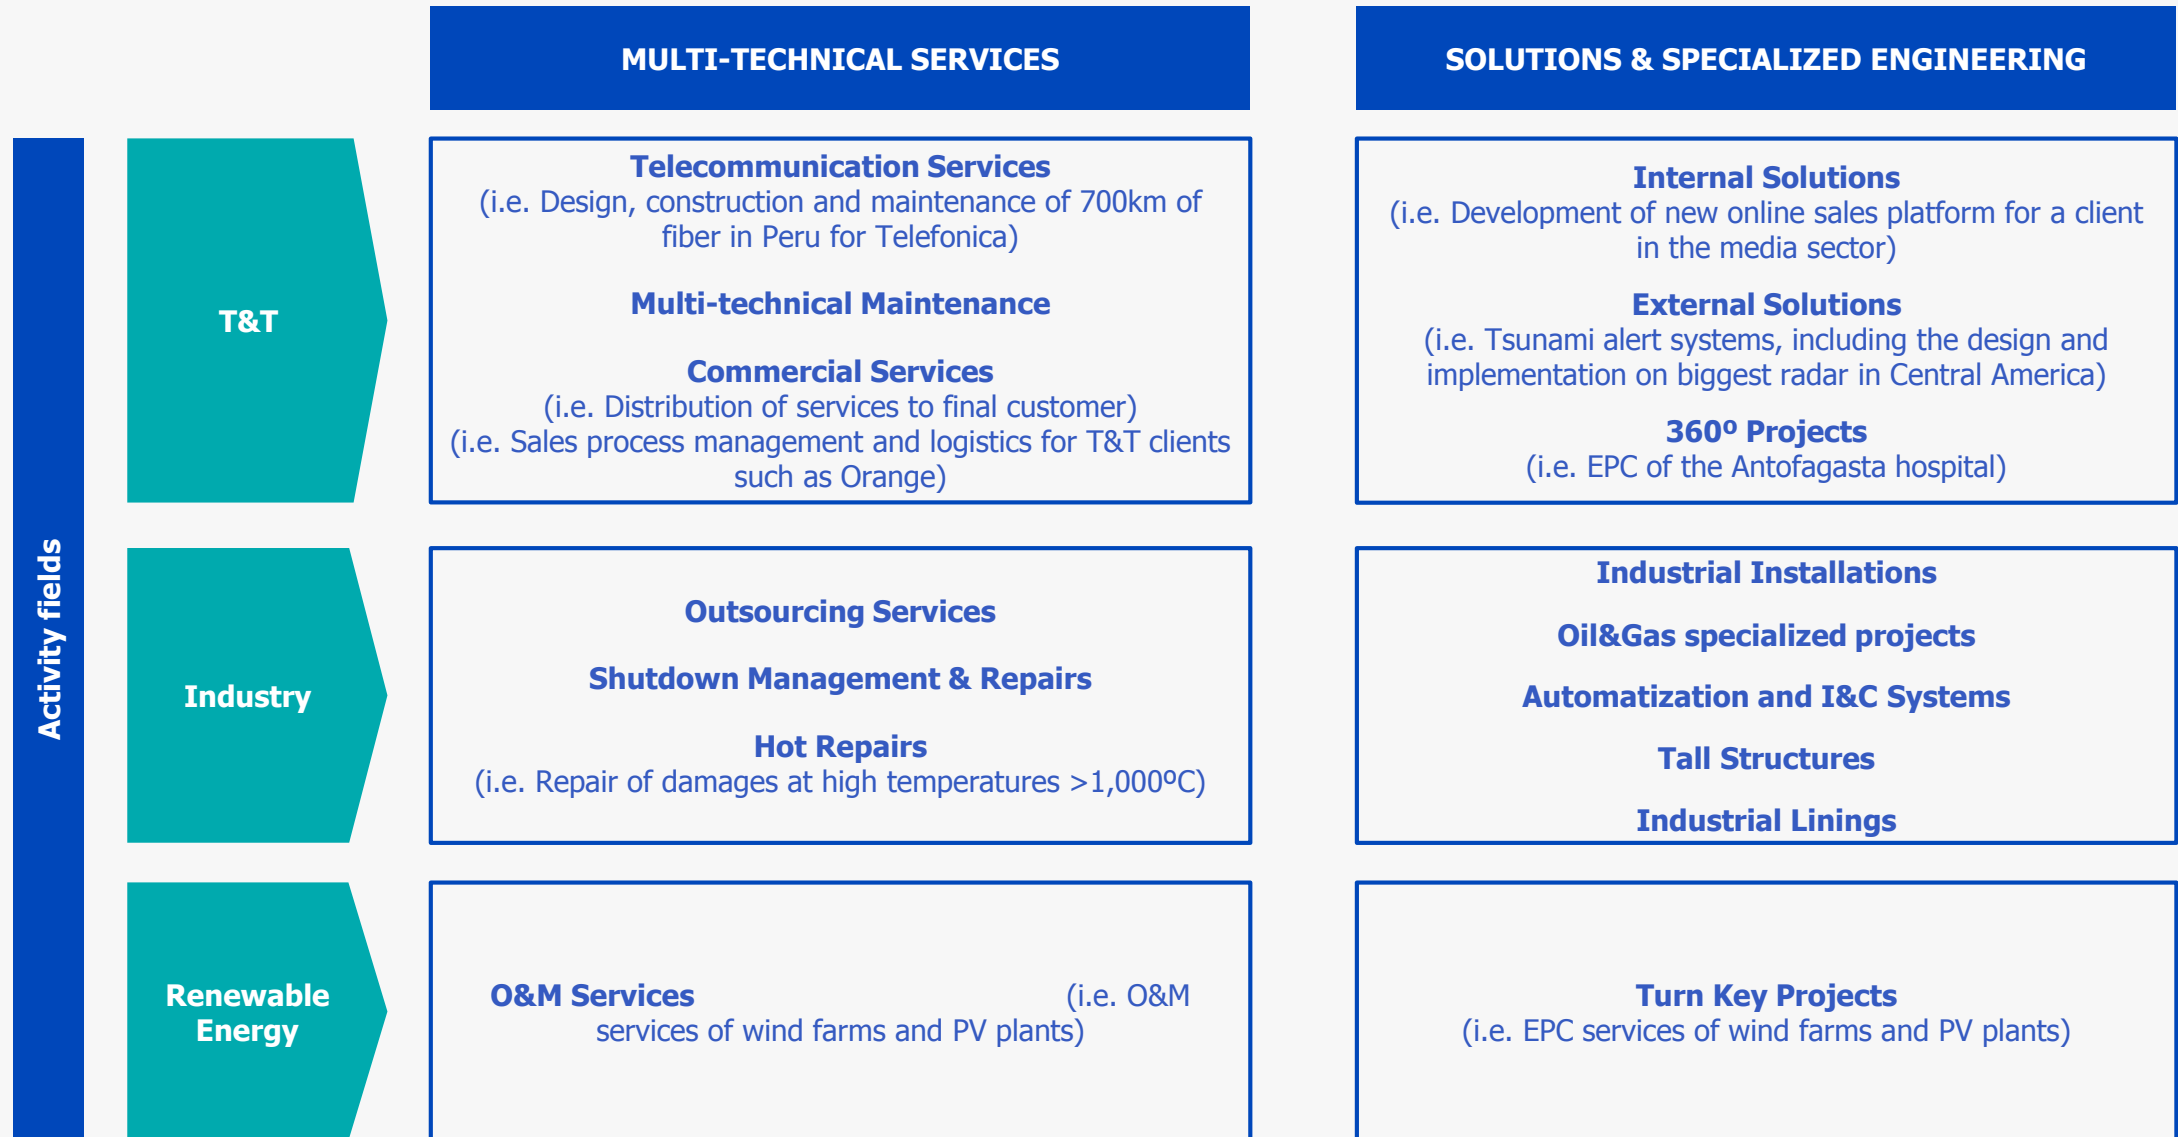 MULTI-TECHNICAL SERVICES
SOLUTIONS & SPECIALIZED ENGINEERING
Activity fields
T&T
Telecommunication Services
(i.e. Design, construction and maintenance of 700km of
fiber in Peru for Telefonica)
Multi-technical Maintenance
Commercial Services
(i.e. Distribution of services to final customer)
(i.e. Sales process management and logistics for T&T clients
such as Orange)
Internal Solutions
(i.e. Development of new online sales platform for a client
in the media sector)
External Solutions
(i.e. Tsunami alert systems, including the design and
implementation on biggest radar in Central America)
360º Projects
(i.e. EPC of the Antofagasta hospital)
Industry
Outsourcing Services
Shutdown Management & Repairs
Hot Repairs
(i.e. Repair of damages at high temperatures >1,000ºC)
Industrial Installations
Oil&Gas specialized projects
Automatization and I&C Systems
Tall Structures
Industrial Linings
Renewable
Energy
O&M Services (i.e. O&M
services of wind farms and PV plants)
Turn Key Projects
(i.e. EPC services of wind farms and PV plants)